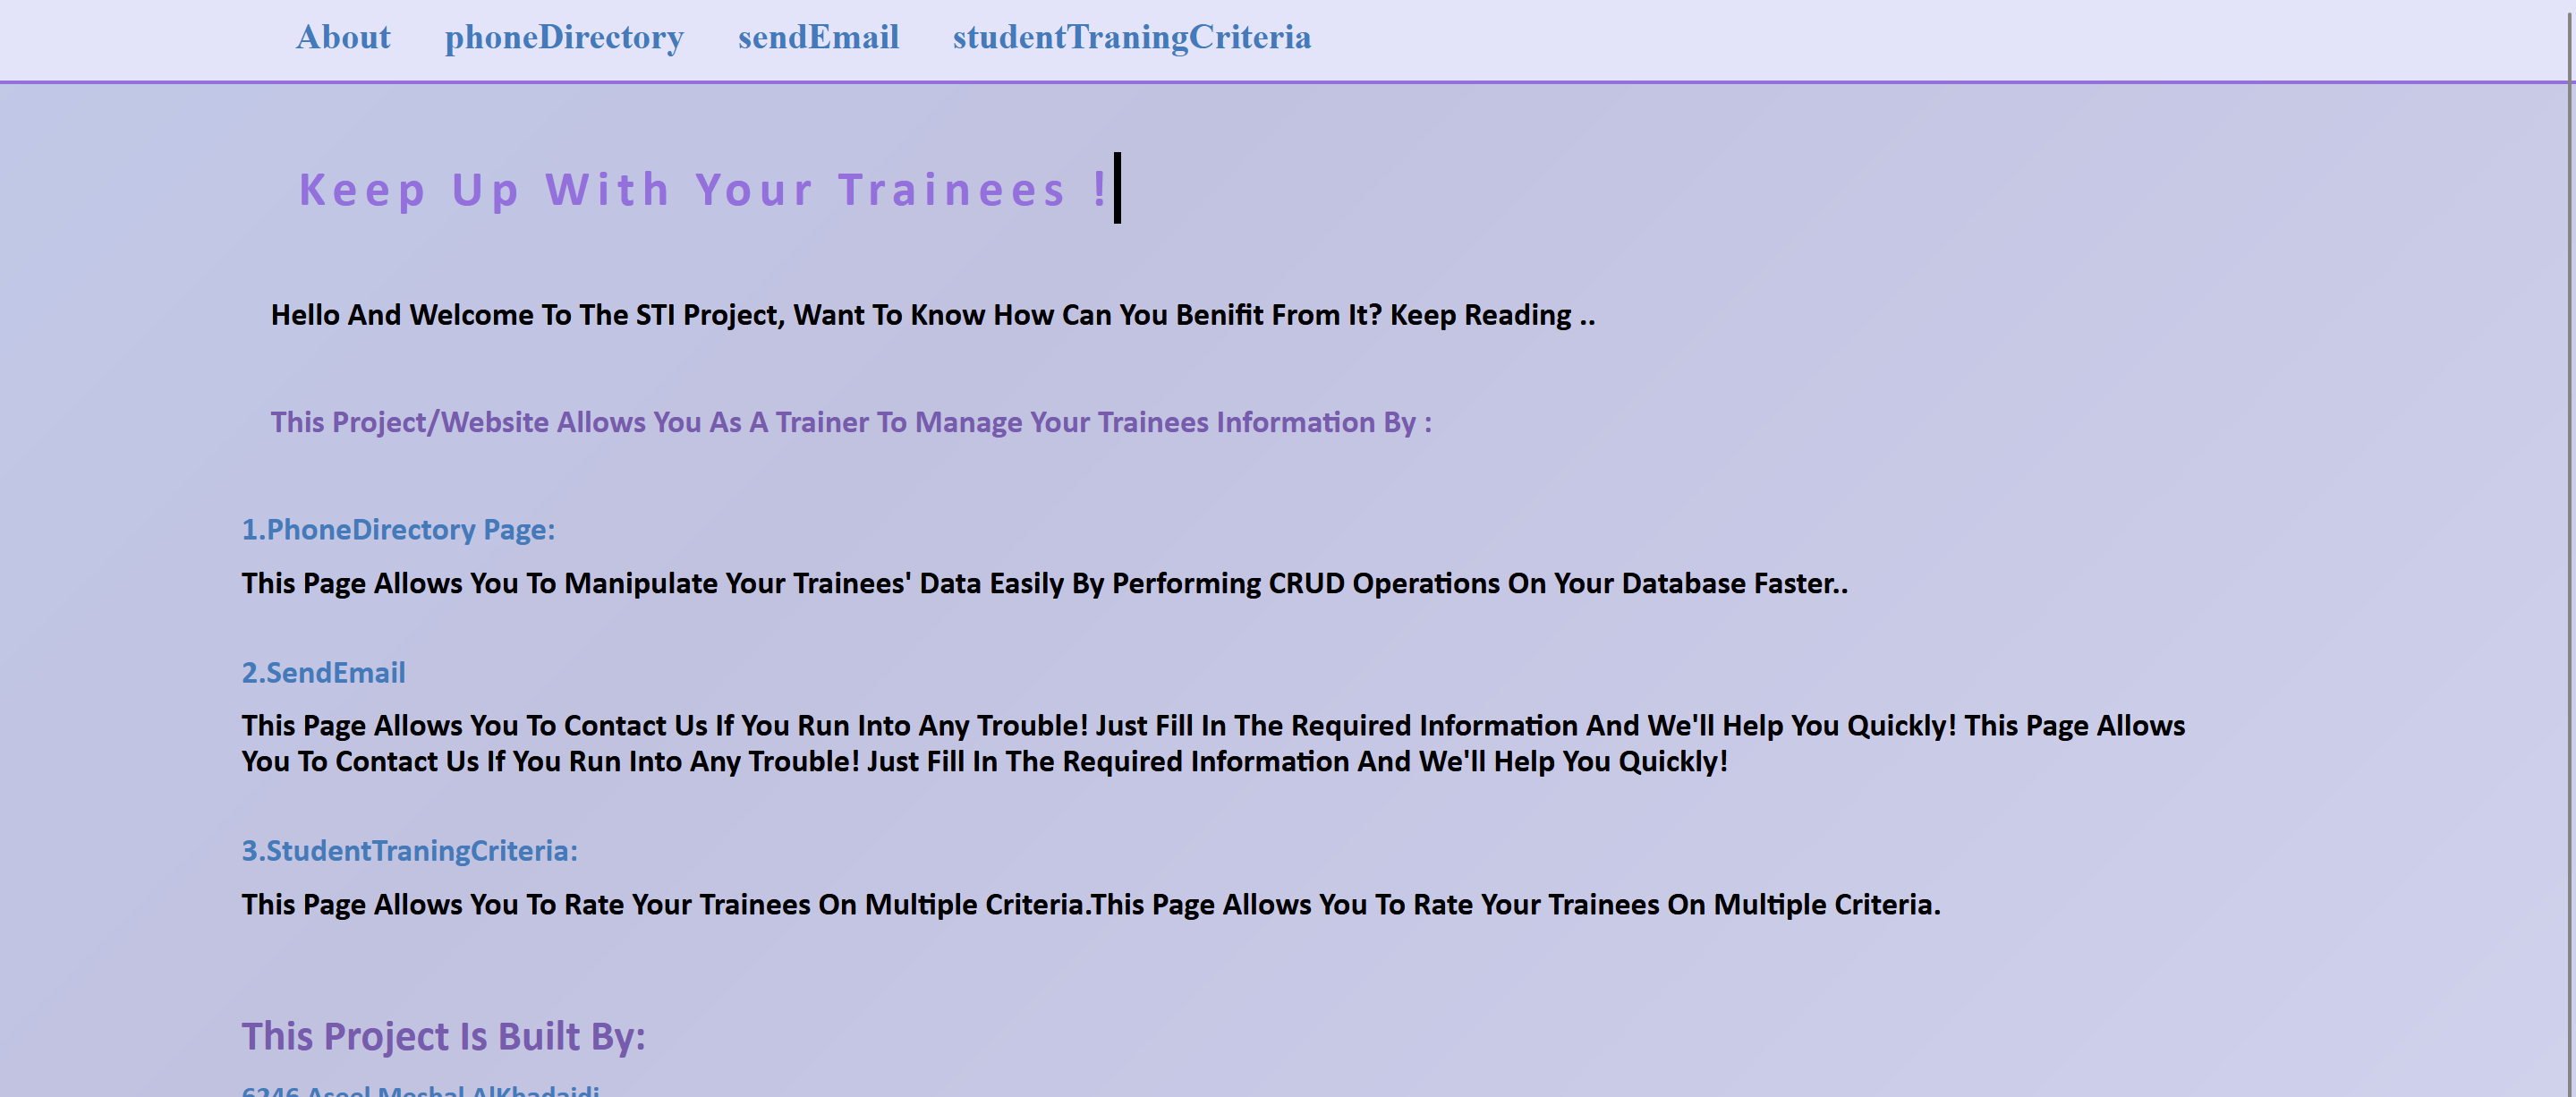 About phoneDirectory sendEmail studentTraningCriteria
Keep Up With Your Trainees !
Hello And Welcome To The STI Project, Want To Know How Can You Benifit From It? Keep Reading ..
This Project/Website Allows You As A Trainer To Manage Your Trainees Information By :
1.PhoneDirectory Page:
This Page Allows You To Manipulate Your Trainees' Data Easily By Performing CRUD Operations On Your Database Faster..
2.SendEmail
This Page Allows You To Contact Us If You Run Into Any Trouble! Just Fill In The Required Information And We'll Help You Quickly! This Page Allows
You To Contact Us If You Run Into Any Trouble! Just Fill In The Required Information And We'll Help You Quickly!
3.StudentTraningCriteria:
This Page Allows You To Rate Your Trainees On Multiple Criteria.This Page Allows You To Rate Your Trainees On Multiple Criteria.
This Project Is Built By:
6246 Aseel Meshal AlKhadaidi